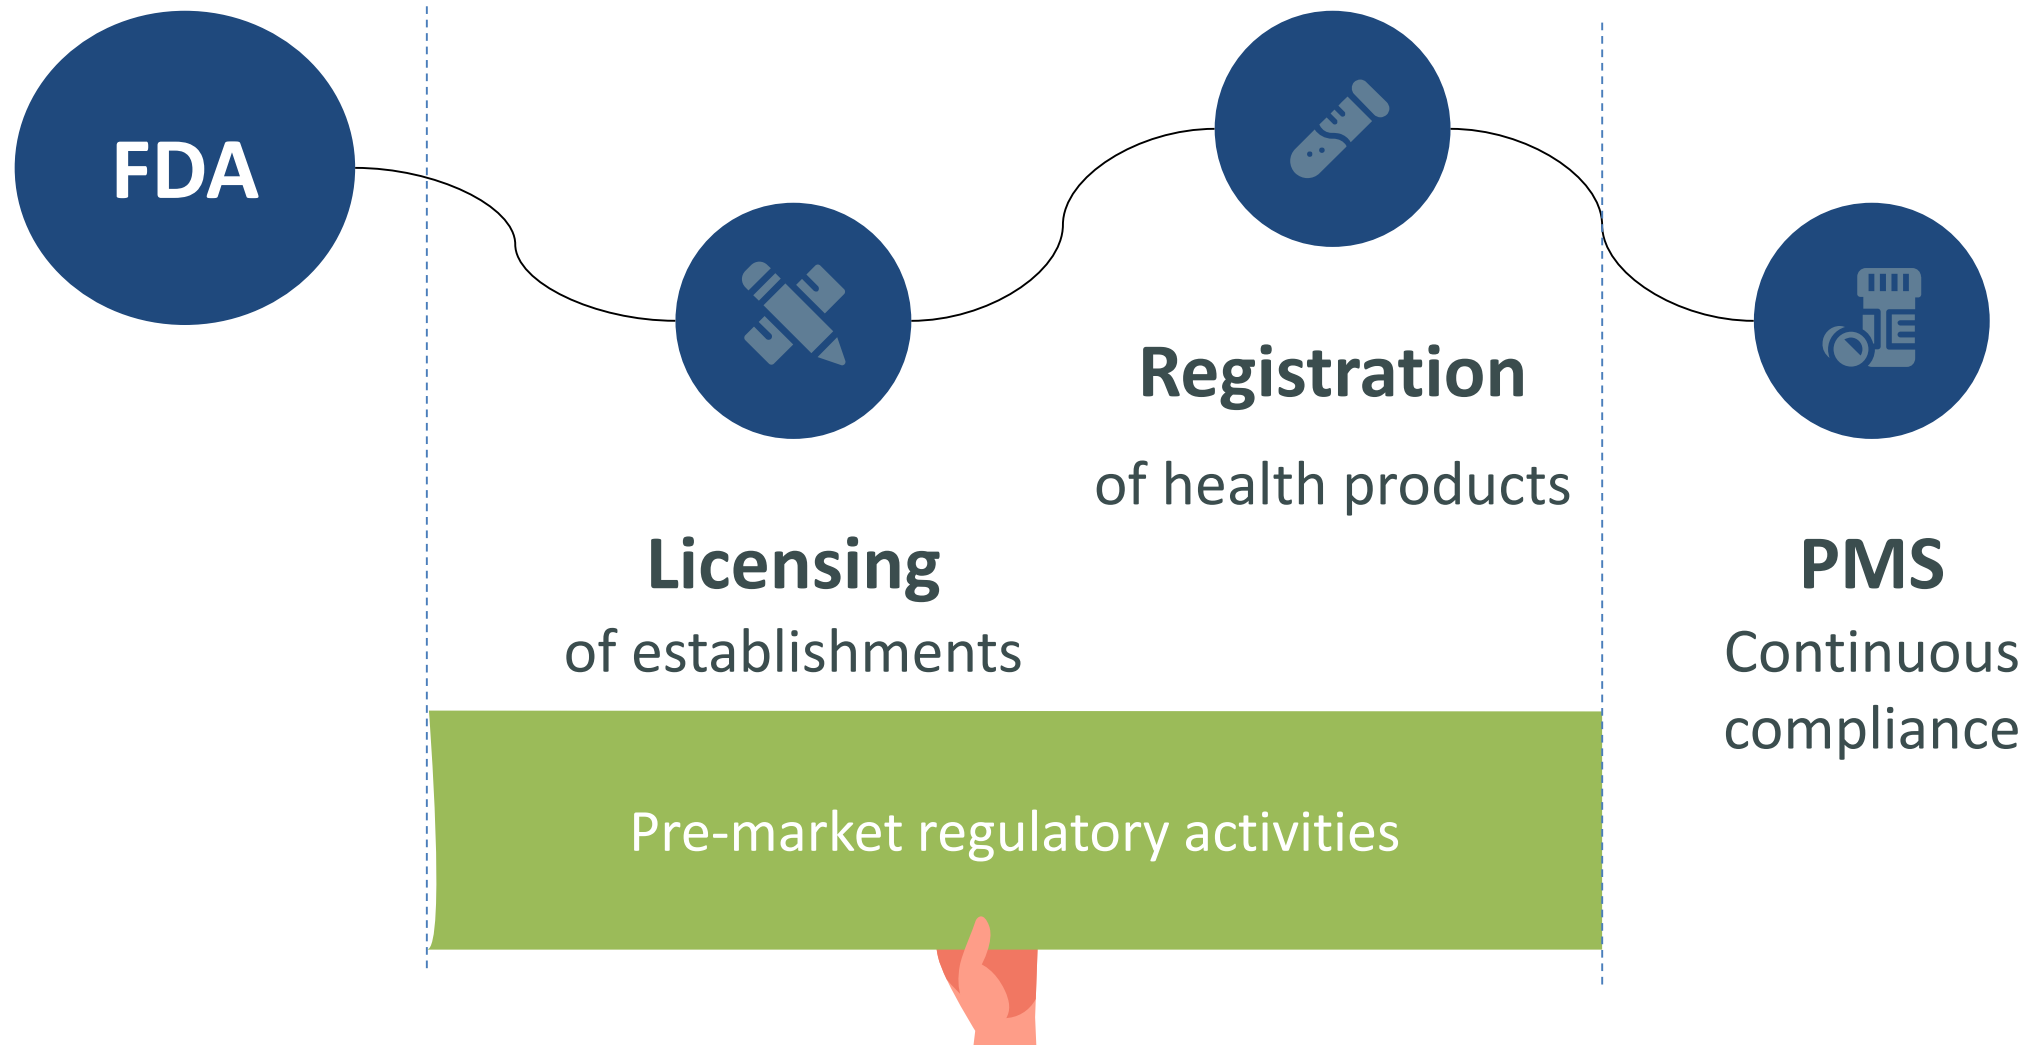 FDA
Licensing
of establishments
Registration
of health products
PMS
Continuous
compliance
Pre-market regulatory activities